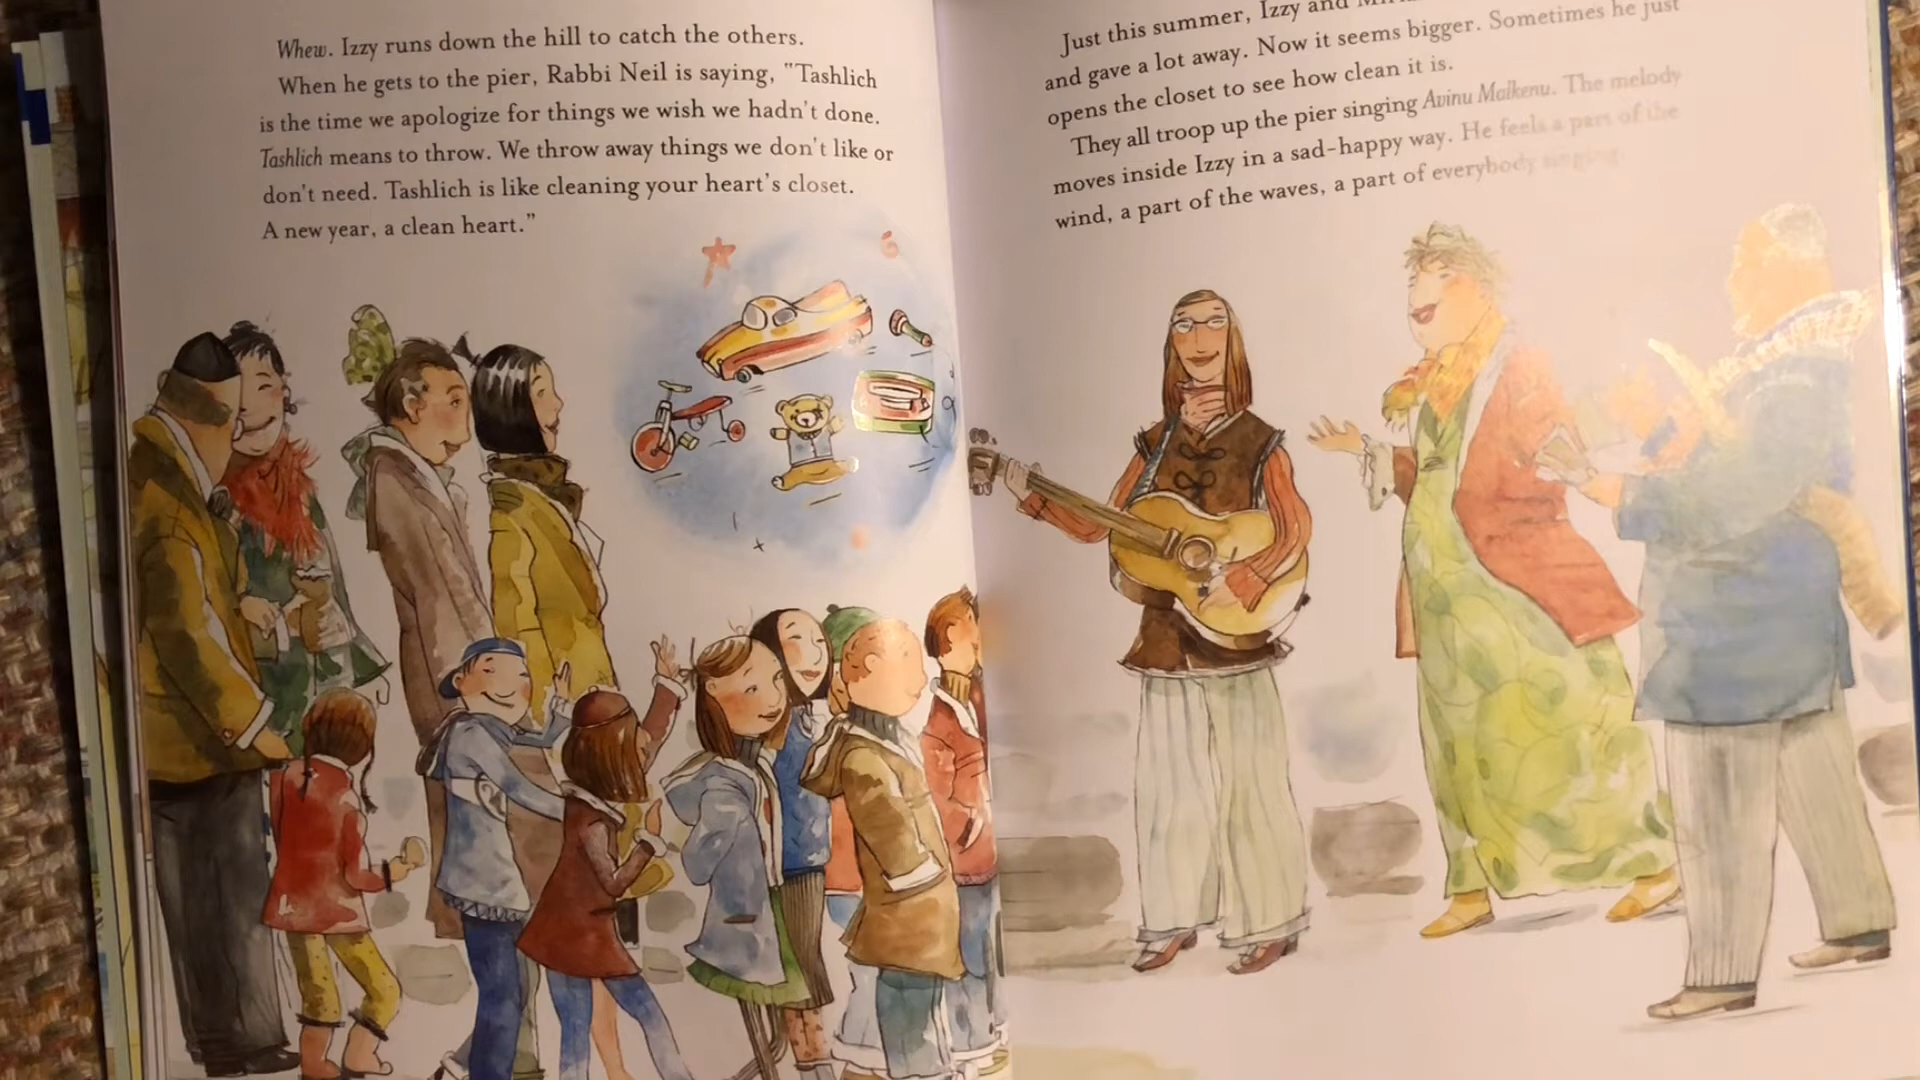 Whew. Izzy runs down the hill to catch the others.
When he gets to the pier, Rabbi Neil is saying, "Tashlich
is the time we apologize for things we wish we hadn't done.
Tashlich means to throw. We throw away things we don't like or
don't need. Tashlich is like cleaning your heart's closet.
A new year, a clean heart."
Just this summer, Izzy and
and gave a lot away. Now it seems bigger. Sometimes he just
opens the closet to see how clean it is.
They all troop up the pier singing Avinu Malkenu. The melody
moves inside Izzy in a sad-happy way. He feels a part of the
wind, a part of the waves, a part of everybody singing.